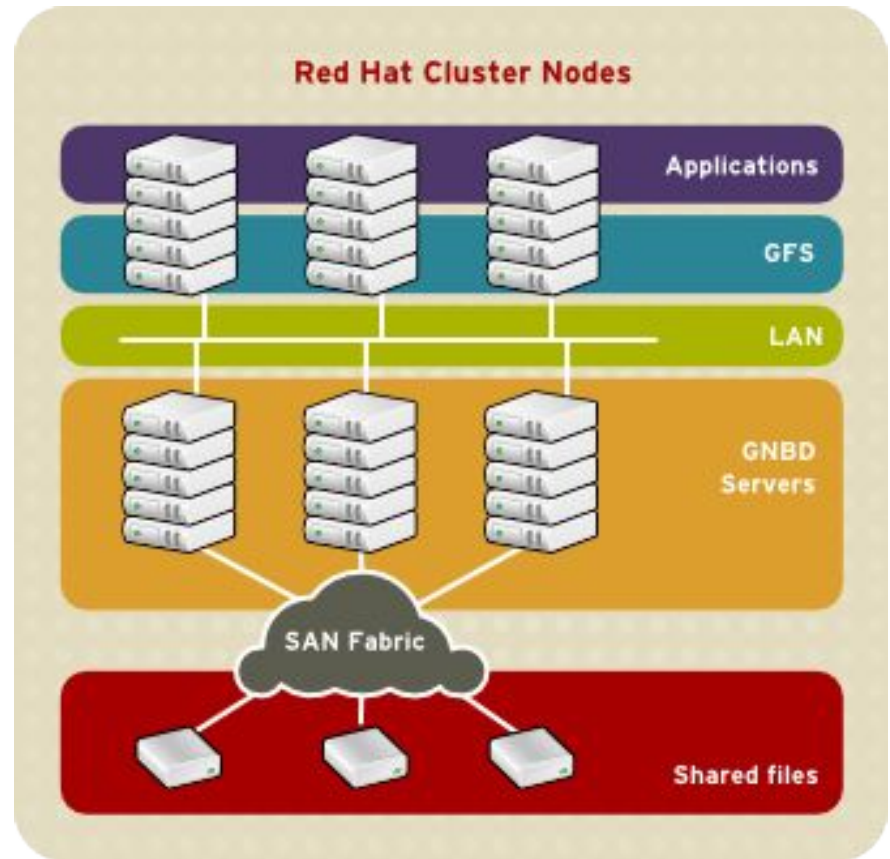 Red Hat Cluster Nodes
Applications
GFS
LAN
GNBD
Servers
SAN Fabric
Shared files